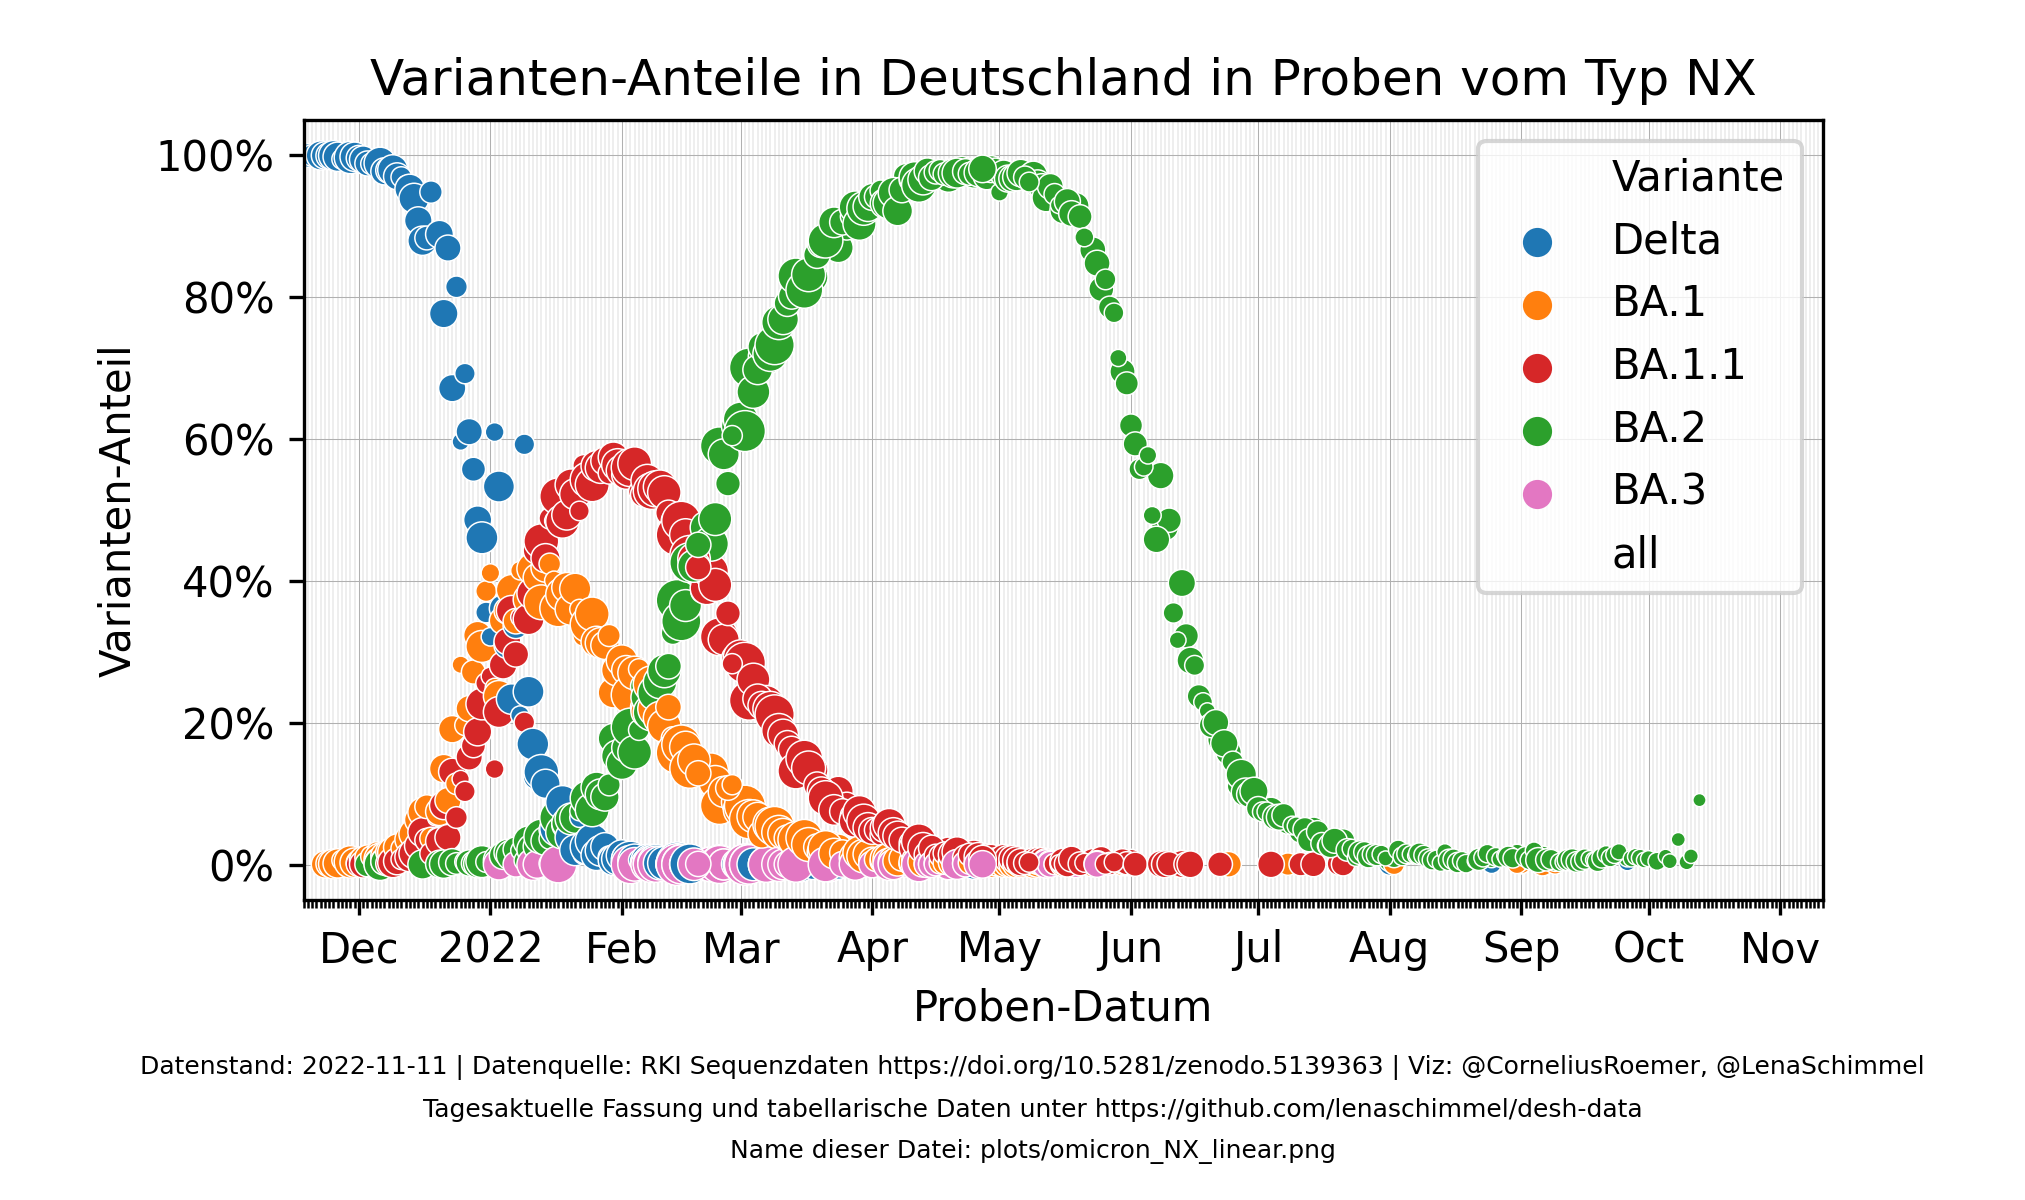 Varianten-Anteile in Deutschland in Proben vom Typ NX
Varianten-Anteil
100%
80%
60%
40%
20%
0%
Variante
Delta
BA.1
BA.1.1
BA.2
BA.3
all
Dec 2022 Feb Mar Apr May Jun Jul Aug Sep Oct Nov
Proben-Datum
Datenstand: 2022-11-11 | Datenquelle: RKI Sequenzdaten https://doi.org/10.5281/zenodo.5139363 | Viz: @CorneliusRoemer, @LenaSchimmel
Tagesaktuelle Fassung und tabellarische Daten unter https://github.com/lenaschimmel/desh-data
Name dieser Datei: plots/omicron_NX_linear.png